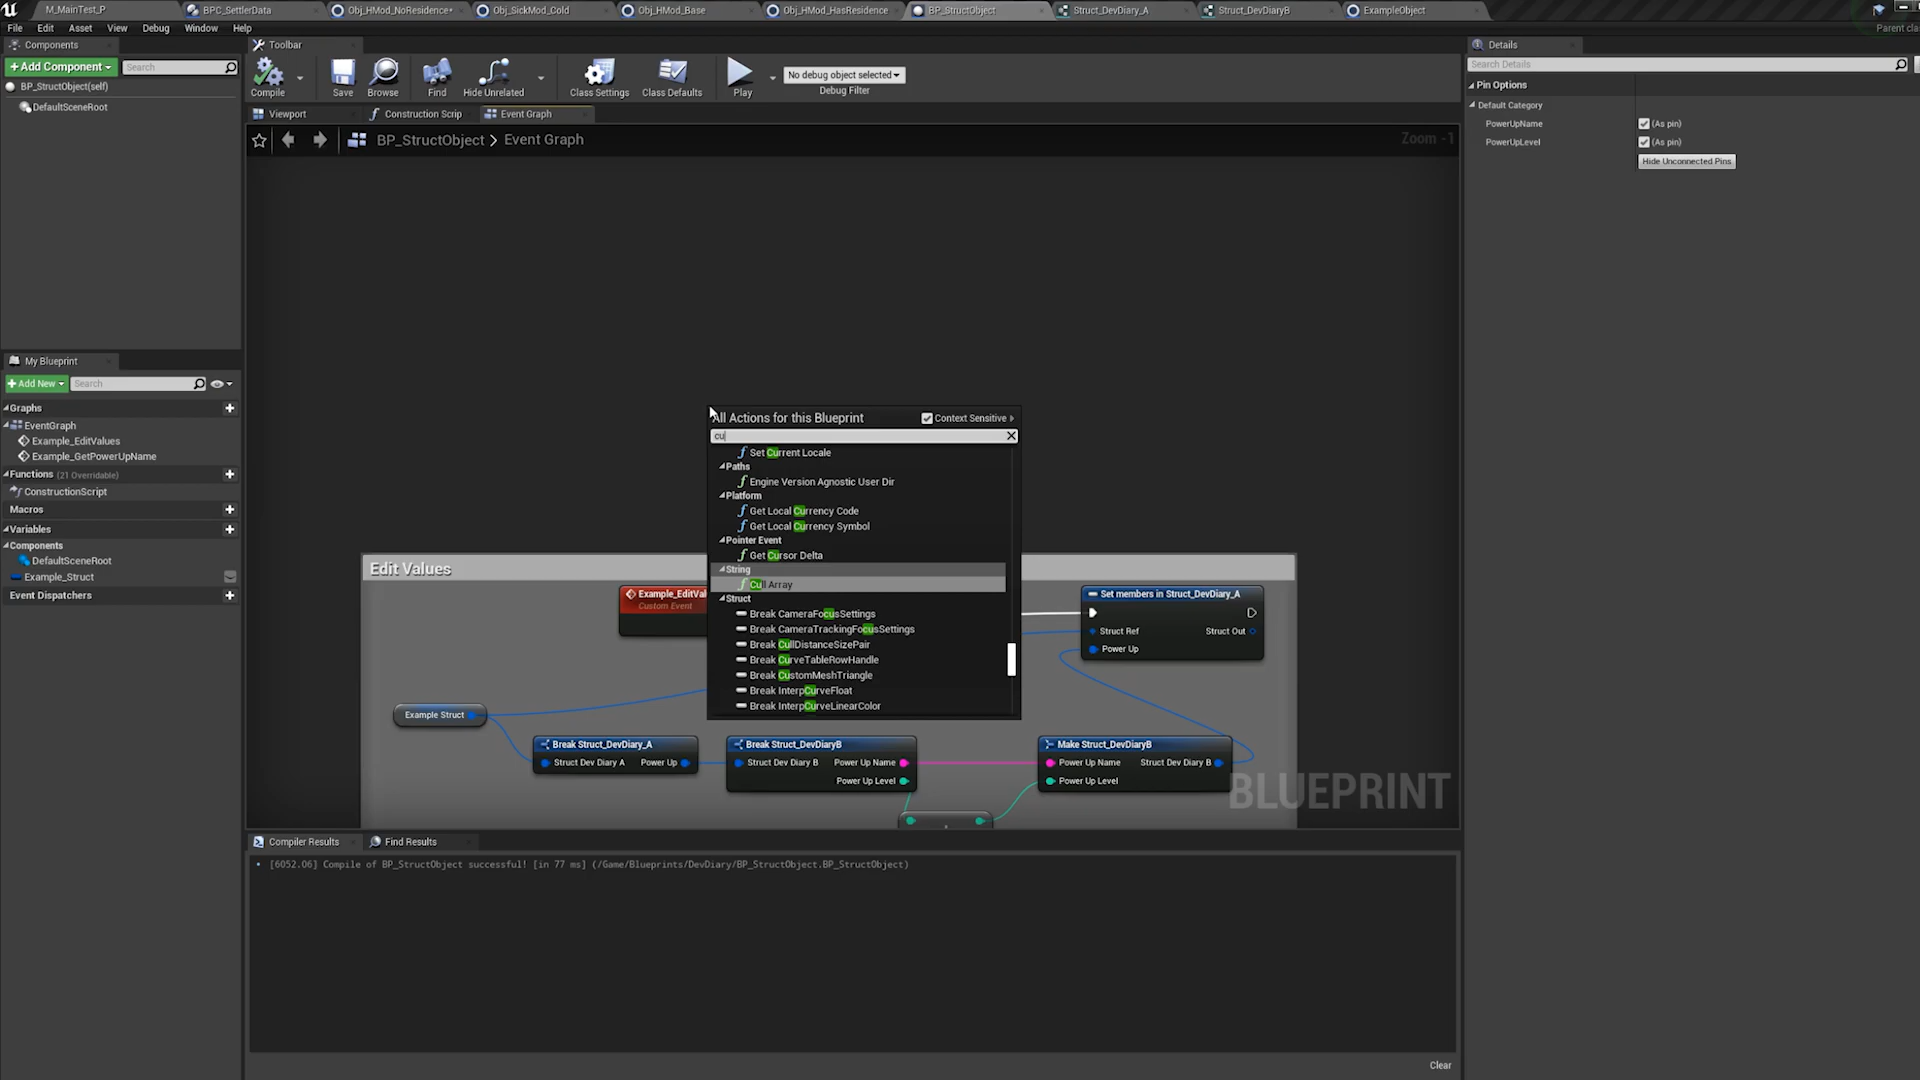 M_MainTest_P
BPC_SettlerData
Obj_HMod_NoResidence*
Obj_SickMod_Cold
Obj_HMod_Base
Obj_HMod_HasResidence
BP_StructObject
Struct_DevDiary_A
Struct_DevDiaryB
ExampleObject
File Edit Asset View Debug Window Help
Parent cla
Components
Toolbar
Details
+Add Component
Search
Search Details
BP_StructObject(self)
DefaultSceneRoot
Compile
Save
Browse
Find
Hide Unrelated
Class Settings
Class Defaults
Play
No debug object selected
Debug Filter
Pin Options
Default Category
PowerUpName
(As pin)
PowerUpLevel
(As pin)
Hide Unconnected Pins
Viewport
Construction Scrip
Event Graph
BP_StructObject > Event Graph
Zoom -1
My Blueprint
+Add New
Search
Graphs
EventGraph
Example_EditValues
Example_GetPowerUpName
Functions (21 Overridable)
ConstructionScript
Macros
Variables
Components
DefaultSceneRoot
Example_Struct
Event Dispatchers
All Actions for this Blueprint
Context Sensitive
cu
Set Current Locale
Paths
Engine Version Agnostic User Dir
Platform
Get Local Currency Code
Get Local Currency Symbol
Pointer Event
Get Cursor Delta
String
Cull Array
Struct
Break CameraFocusSettings
Break CameraTrackingFocusSettings
Break CullDistanceSizePair
Break CurveTableRowHandle
Break CustomMeshTriangle
Break InterpCurveFloat
Break InterpCurveLinearColor
Edit Values
Example_EditVal
Custom Event
Set members in Struct_DevDiary_A
Struct Ref
Struct Out
Power Up
Example Struct
Break Struct_DevDiary_A
Struct Dev Diary A
Power Up
Break Struct_DevDiaryB
Struct Dev Diary B
Power Up Name
Power Up Level
Make Struct_DevDiaryB
Power Up Name
Struct Dev Diary B
Power Up Level
BLUEPRINT
Compiler Results
Find Results
[6052.06] Compile of BP_StructObject successful! [in 77 ms] (/Game/Blueprints/DevDiary/BP_StructObject.BP_StructObject)
Clear